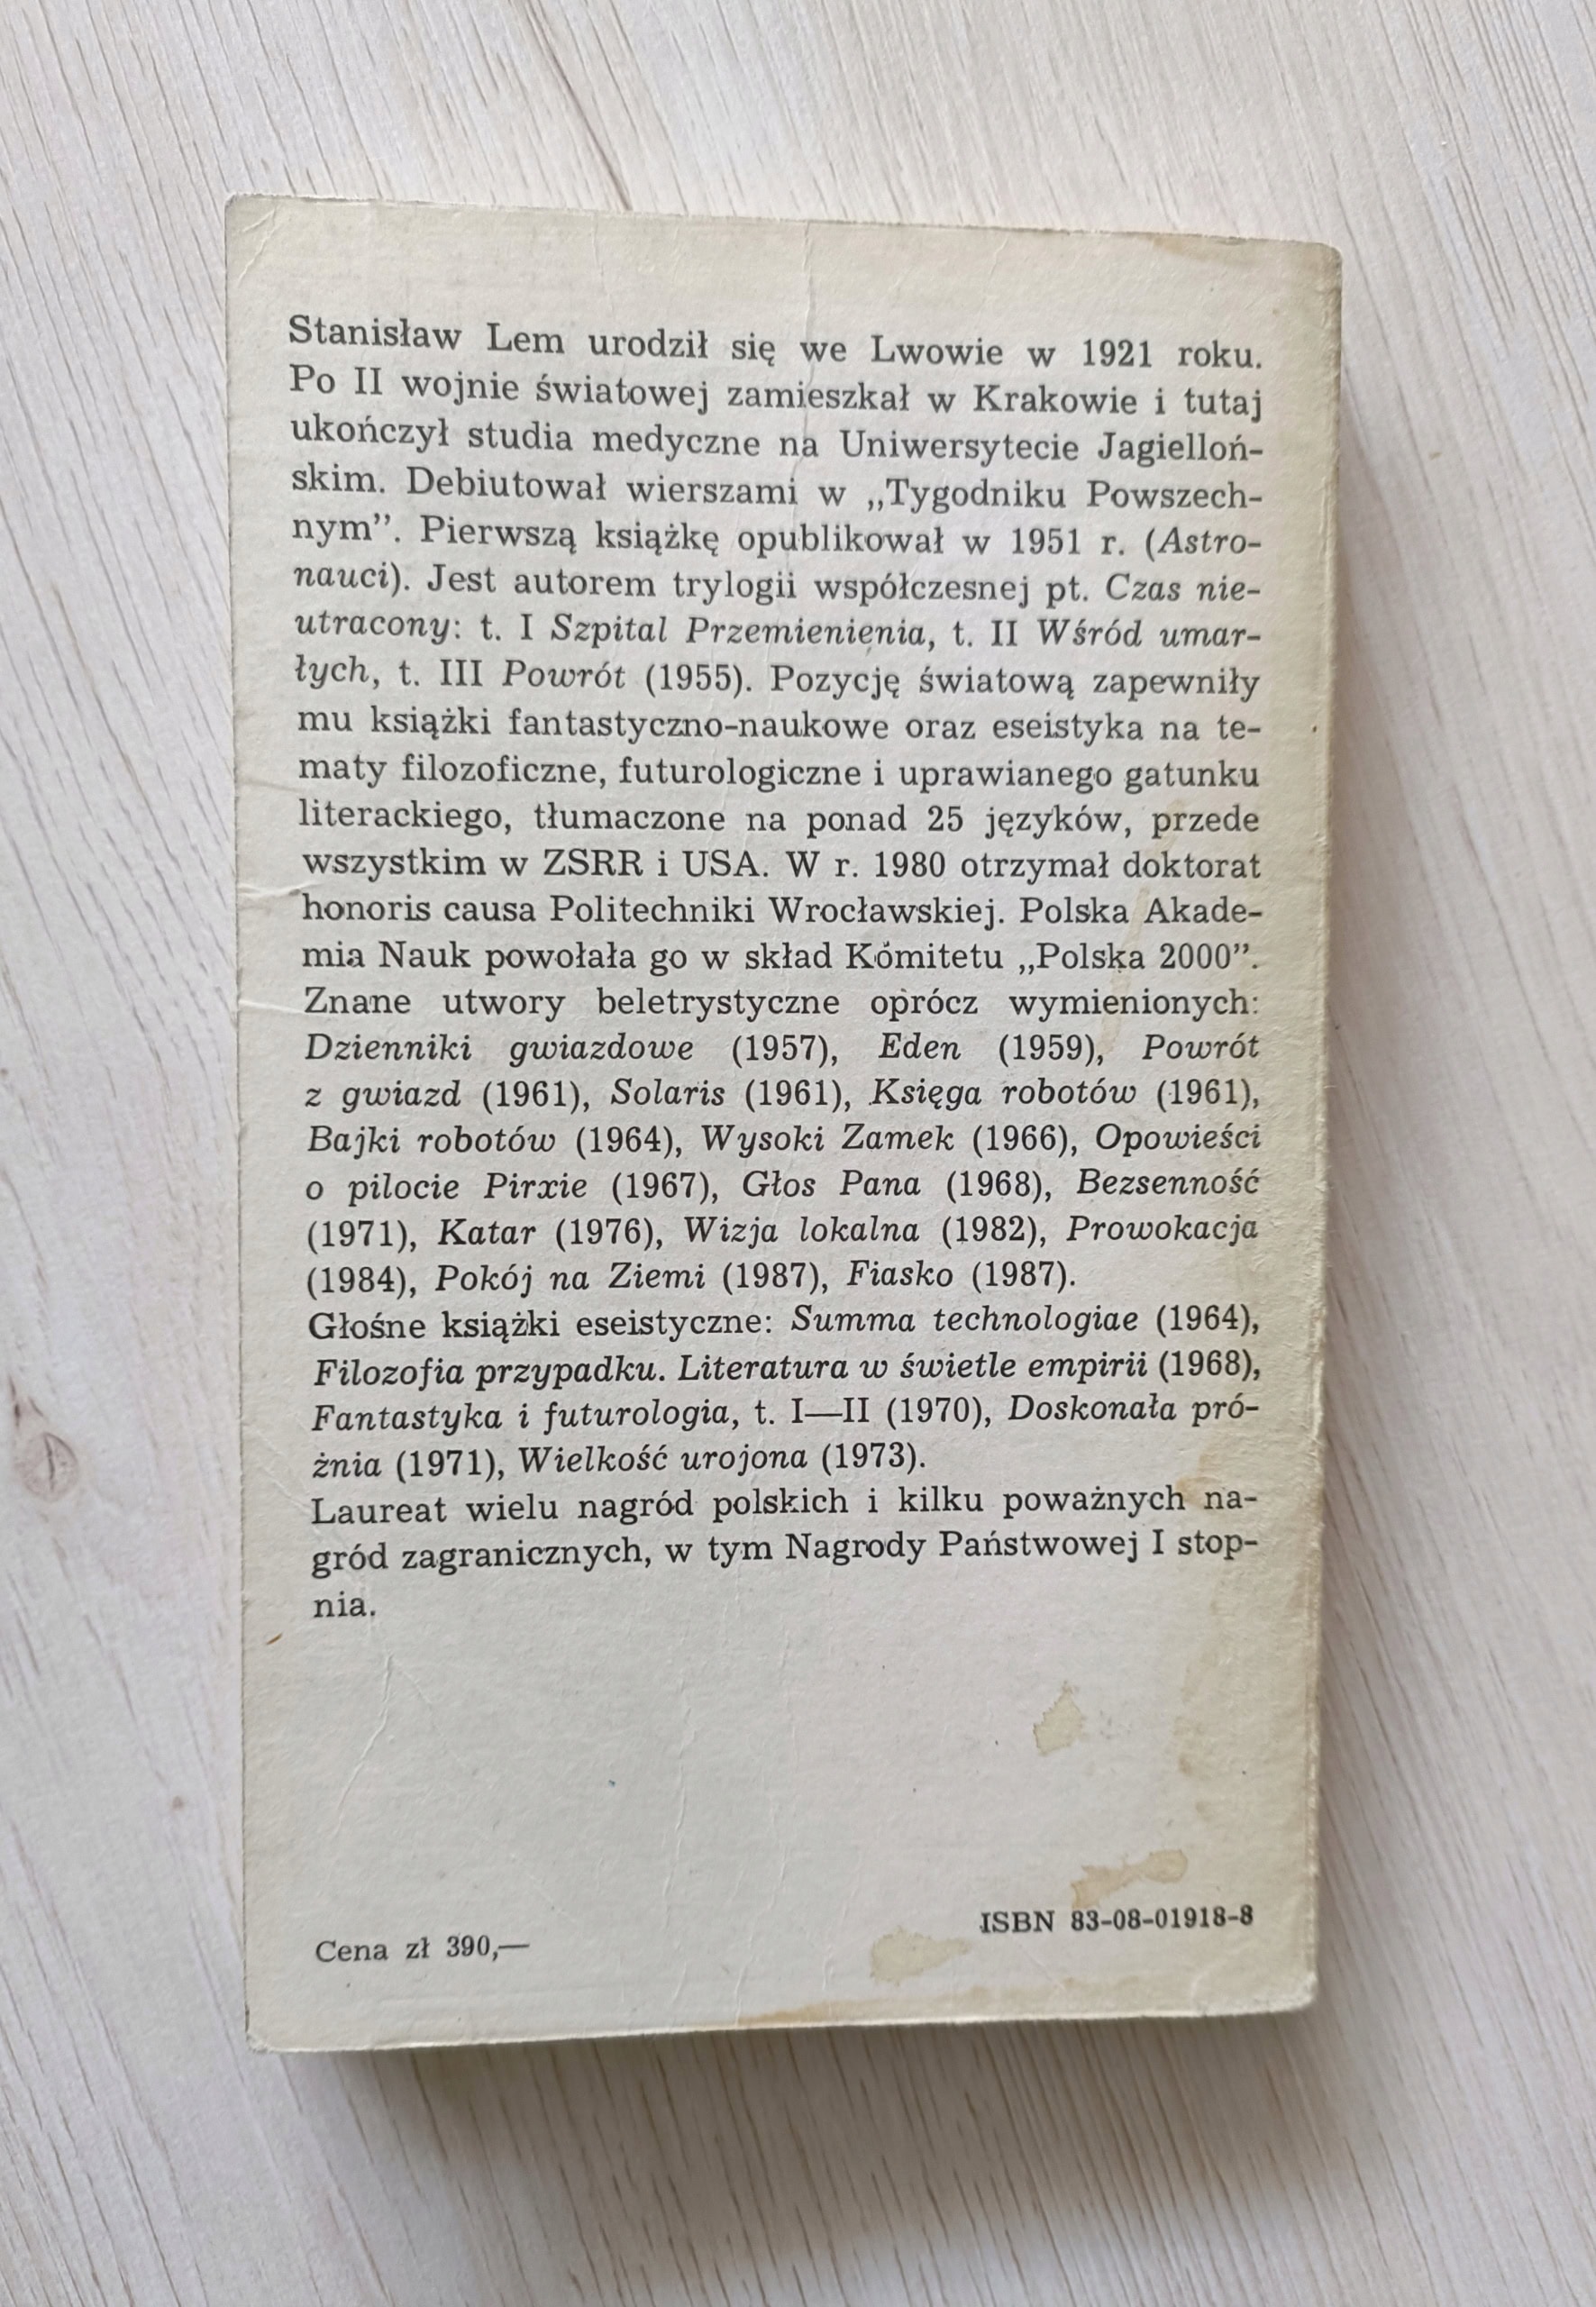 Stanisław Lem urodził się we Lwowie w 1921 roku.
Po II wojnie światowej zamieszkał w Krakowie i tutaj
ukończył studia medyczne na Uniwersytecie Jagielloń-
skim. Debiutował wierszami w „Tygodniku Powszech-
nym”. Pierwszą książkę opublikował w 1951 r. (Astro-
nauci). Jest autorem trylogii współczesnej pt. Czas nie-
utracony: t. I Szpital Przemienienia, t. II Wśród umar-
łych, t. III Powrót (1955). Pozycję światową zapewniły
mu książki fantastyczno-naukowe oraz eseistyka na te-
maty filozoficzne, futurologiczne i uprawianego gatunku
literackiego, tłumaczone na ponad 25 języków, przede
wszystkim w ZSRR i USA. W r. 1980 otrzymał doktorat
honoris causa Politechniki Wrocławskiej. Polska Akade-
mia Nauk powołała go w skład Komitetu „Polska 2000”.
Znane utwory beletrystyczne oprócz wymienionych:
Dzienniki gwiazdowe (1957), Eden (1959), Powrót
z gwiazd (1961), Solaris (1961), Księga robotów (1961),
Bajki robotów (1964), Wysoki Zamek (1966), Opowieści
o pilocie Pirxie (1967), Głos Pana (1968), Bezsenność
(1971), Katar (1976), Wizja lokalna (1982), Prowokacja
(1984), Pokój na Ziemi (1987), Fiasko (1987).
Głośne książki eseistyczne: Summa technologiae (1964),
Filozofia przypadku. Literatura w świetle empirii (1968),
Fantastyka i futurologia, t. I—II (1970), Doskonała pró-
żnia (1971), Wielkość urojona (1973).
Laureat wielu nagród polskich i kilku poważnych na-
gród zagranicznych, w tym Nagrody Państwowej I stop-
nia.
ISBN 83-08-01918-8
Cena zł 390,—